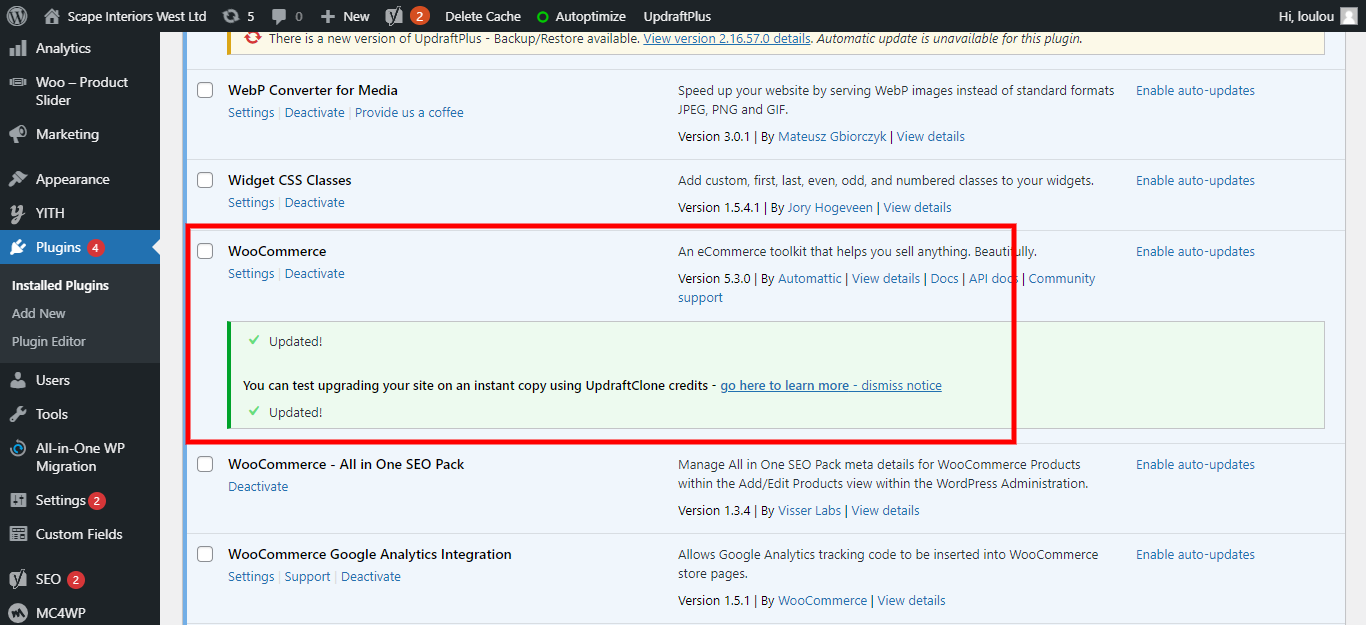 Scape Interiors West Ltd 5 0 New 2 Delete Cache Autoptimize UpdraftPlus Hi, loulou
Analytics
Woo – Product
Slider
Marketing
Appearance
YITH
Plugins 4
Installed Plugins
Add New
Plugin Editor
Users
Tools
All-in-One WP
Migration
Settings 2
Custom Fields
SEO 2
MC4WP
There is a new version of UpdraftPlus - Backup/Restore available. View version 2.16.57.0 details. Automatic update is unavailable for this plugin.
WebP Converter for Media
Settings | Deactivate | Provide us a coffee
Speed up your website by serving WebP images instead of standard formats
JPEG, PNG and GIF.
Version 3.0.1 | By Mateusz Gbiorczyk | View details
Enable auto-updates
Widget CSS Classes
Settings | Deactivate
Add custom, first, last, even, odd, and numbered classes to your widgets.
Version 1.5.4.1 | By Jory Hogeveen | View details
Enable auto-updates
WooCommerce
Settings | Deactivate
An eCommerce toolkit that helps you sell anything. Beautifully.
Version 5.3.0 | By Automattic | View details | Docs | API docs | Community
support
Enable auto-updates
Updated!
You can test upgrading your site on an instant copy using UpdraftClone credits - go here to learn more - dismiss notice
Updated!
WooCommerce - All in One SEO Pack
Deactivate
Manage All in One SEO Pack meta details for WooCommerce Products
within the Add/Edit Products view within the WordPress Administration.
Version 1.3.4 | By Visser Labs | View details
Enable auto-updates
WooCommerce Google Analytics Integration
Settings | Support | Deactivate
Allows Google Analytics tracking code to be inserted into WooCommerce
store pages.
Version 1.5.1 | By WooCommerce | View details
Enable auto-updates